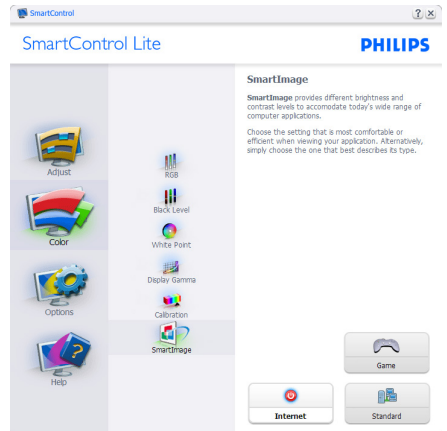 SmartControl
SmartControl Lite
PHILIPS
Adjust
Color
Options
Help
RGB
Black Level
White Point
Display Gamma
Calibration
SmartImage
SmartImage
SmartImage provides different brightness and
contrast levels to accomodate today's wide range of
computer applications.
Choose the setting that is most comfortable or
efficient when viewing your application. Alternatively,
simply choose the one that best describes its type.
Game
Internet
Standard